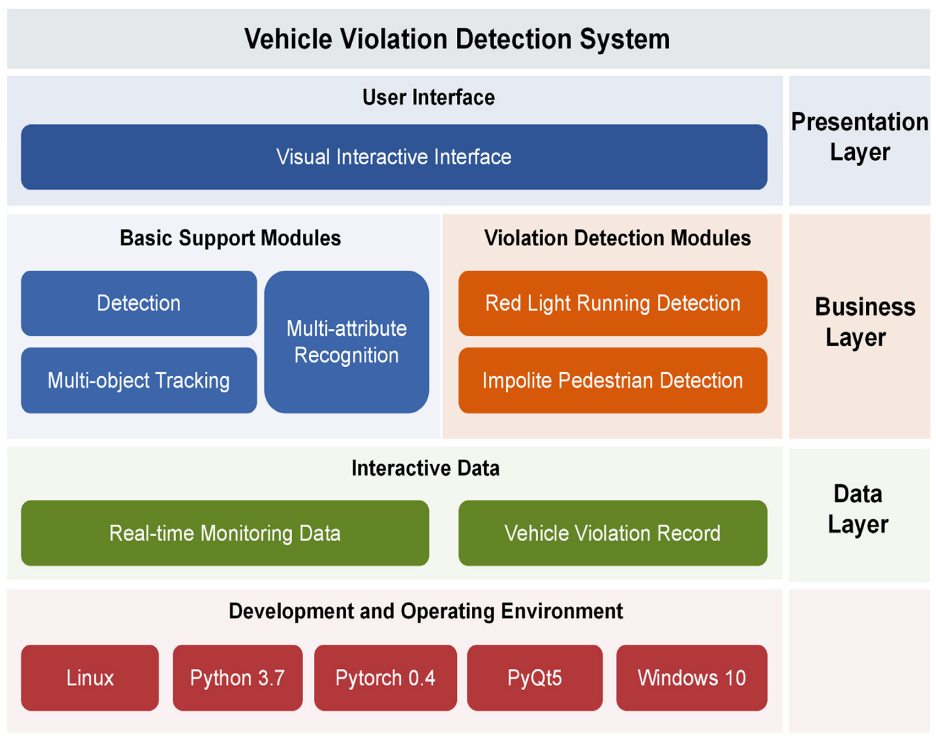 Vehicle Violation Detection System
User Interface
Visual Interactive Interface
Presentation
Layer
Basic Support Modules
Detection
Multi-object Tracking
Multi-attribute
Recognition
Violation Detection Modules
Red Light Running Detection
Impolite Pedestrian Detection
Business
Layer
Interactive Data
Real-time Monitoring Data
Vehicle Violation Record
Data
Layer
Development and Operating Environment
Linux
Python 3.7
Pytorch 0.4
PyQt5
Windows 10